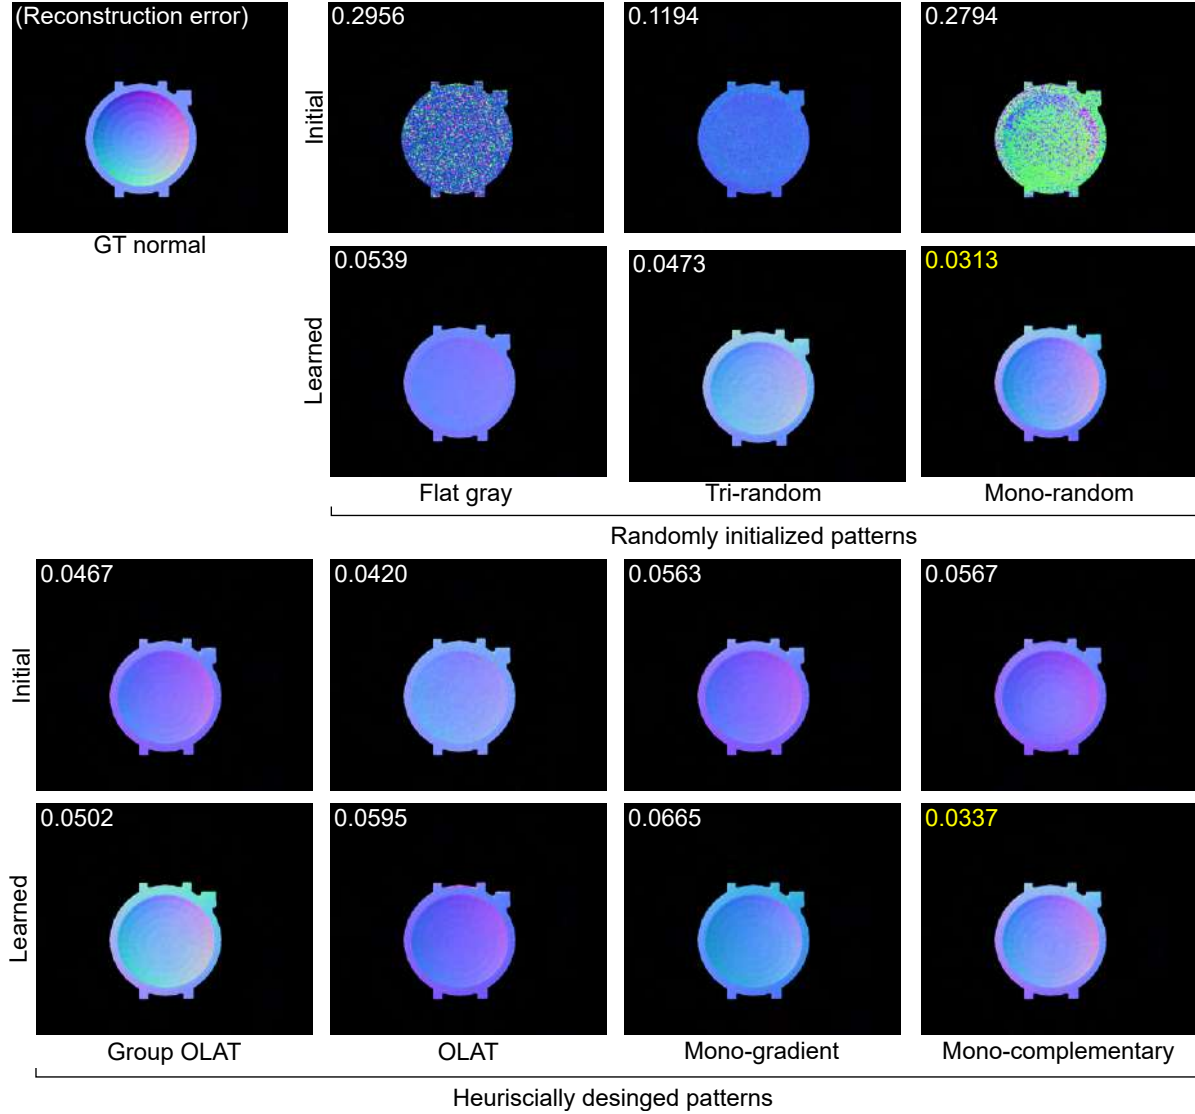 (Reconstruction error)
0.2956
0.1194
0.2794
Initial
GT normal
0.0539
0.0473
0.0313
Learned
Flat gray
Tri-random
Mono-random
Randomly initialized patterns
0.0467
0.0420
0.0563
0.0567
Initial
0.0502
0.0595
0.0665
0.0337
Learned
Group OLAT
OLAT
Mono-gradient
Mono-complementary
Heuriscially desinged patterns